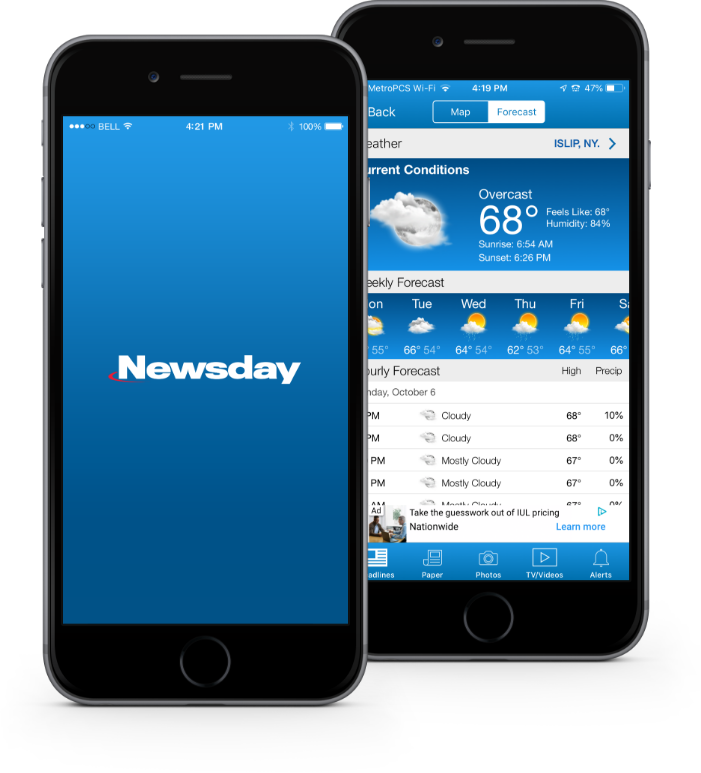 BELL
4:21 PM
100%
Newsday
MetroPCS Wi-Fi
4:19 PM
47%
Back
Map
Forecast
eather
ISLIP, NY.
urrent Conditions
Overcast
68°
Feels Like: 68°
Humidity: 84%
Sunrise: 6:54 AM
Sunset: 6:26 PM
eekly Forecast
on Tue Wed Thu Fri Sa
55° 66° 54° 64° 54° 62° 53° 64° 55° 66°
urly Forecast High Precip
nday, October 6
PM Cloudy 68° 10%
PM Cloudy 68° 0%
PM Mostly Cloudy 67° 0%
PM Mostly Cloudy 67° 0%
AM Mostly Cloudy 67° 0%
Ad
Take the guesswork out of IUL pricing
Nationwide
Learn more
adlines Paper Photos TV/Videos Alerts